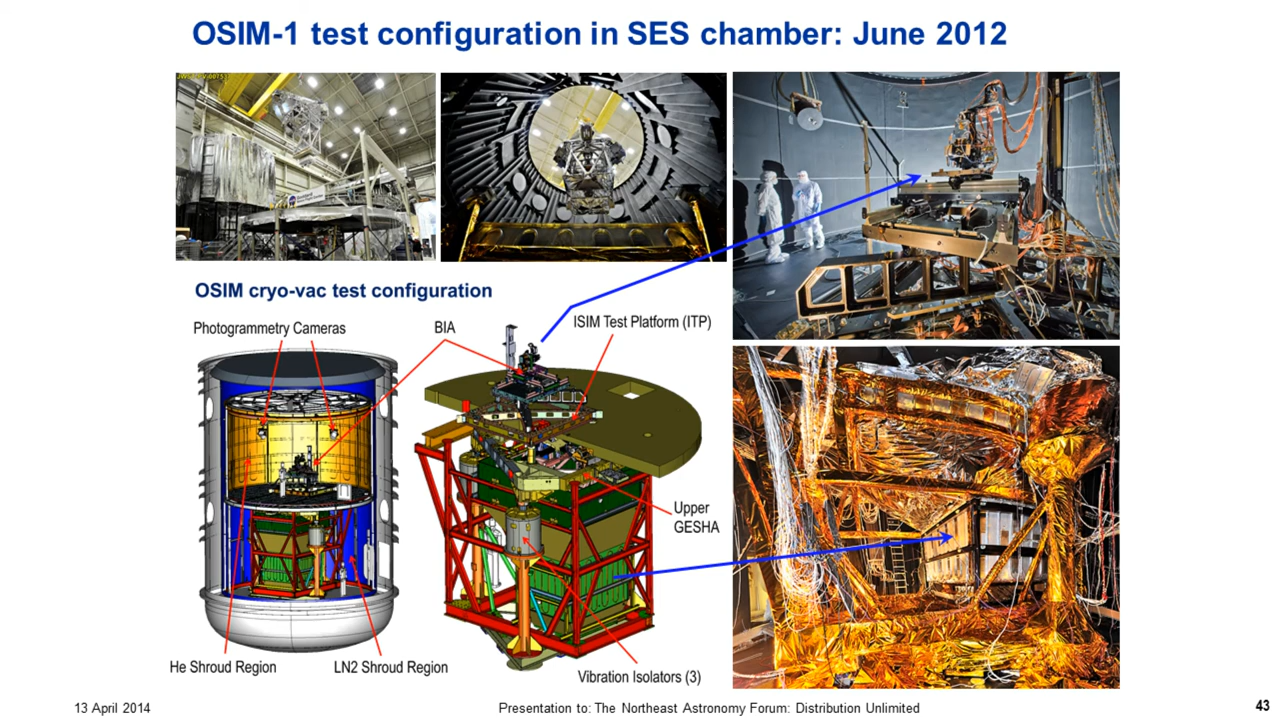 OSIM-1 test configuration in SES chamber: June 2012
OSIM cryo-vac test configuration
Photogrammetry Cameras
BIA
ISIM Test Platform (ITP)
Upper
GESHA
He Shroud Region
LN2 Shroud Region
Vibration Isolators (3)
13 April 2014
Presentation to: The Northeast Astronomy Forum: Distribution Unlimited
43